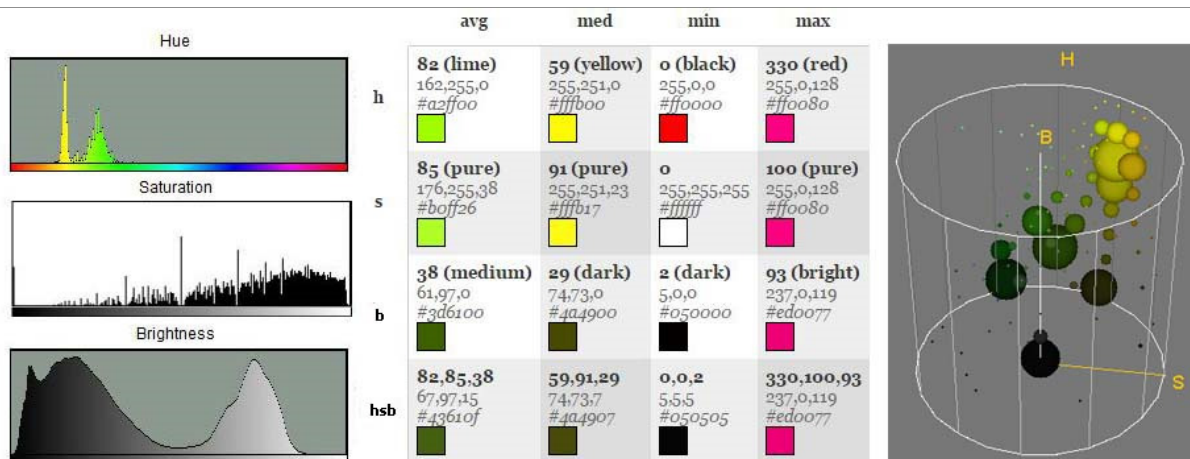 Hue
Saturation
Brightness
avg med min max
h
82 (lime) 59 (yellow) 0 (black) 330 (red)
162,255,0 255,251,0 255,0,0 255,0,128
#a2ff00 #fffb00 #ff0000 #ff0080
s
85 (pure) 91 (pure) 0 100 (pure)
176,255,38 255,251,23 255,255,255 255,0,128
#b0ff26 #fffb17 #ffffff #ff0080
b
38 (medium) 29 (dark) 2 (dark) 93 (bright)
61,97,0 74,73,0 5,0,0 237,0,119
#3d6100 #4a4900 #050000 #ed0077
hsb
82,85,38 59,91,29 0,0,2 330,100,93
67,97,15 74,73,7 5,5,5 237,0,119
#43610f #4a4907 #050505 #ed0077
H
B
S